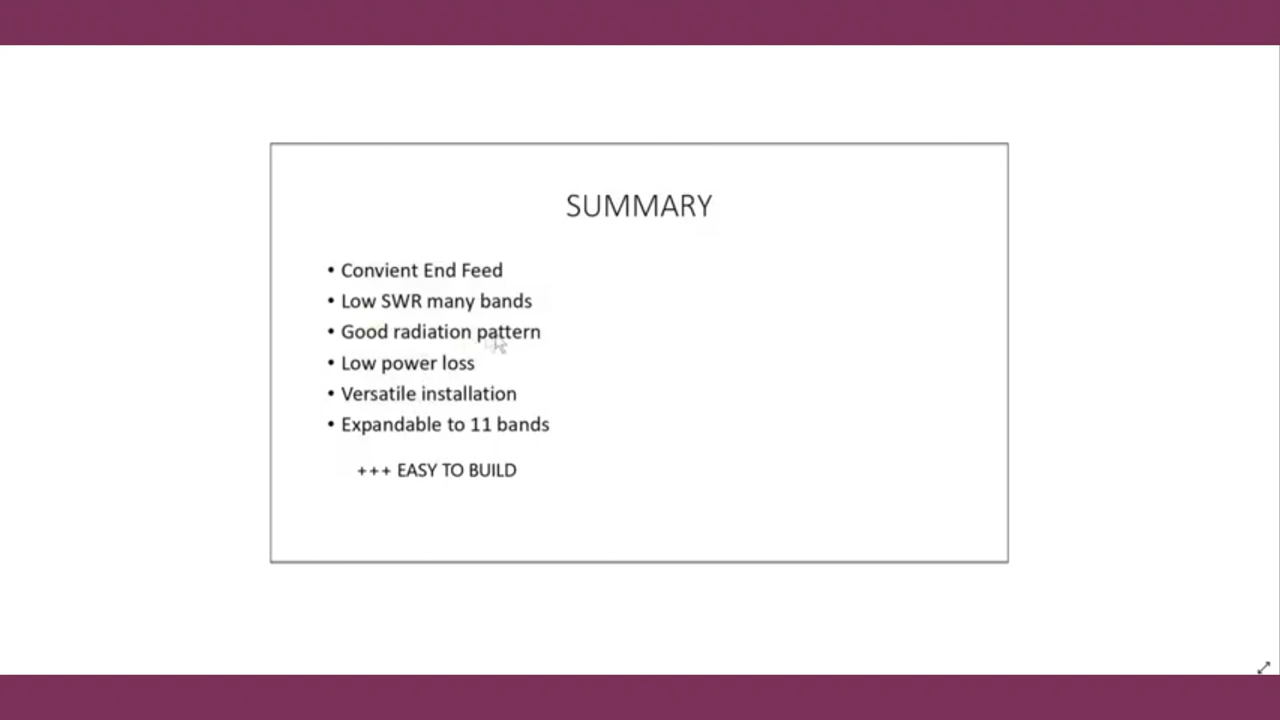 SUMMARY
• Convient End Feed
• Low SWR many bands
• Good radiation pattern
• Low power loss
• Versatile installation
• Expandable to 11 bands
+++ EASY TO BUILD